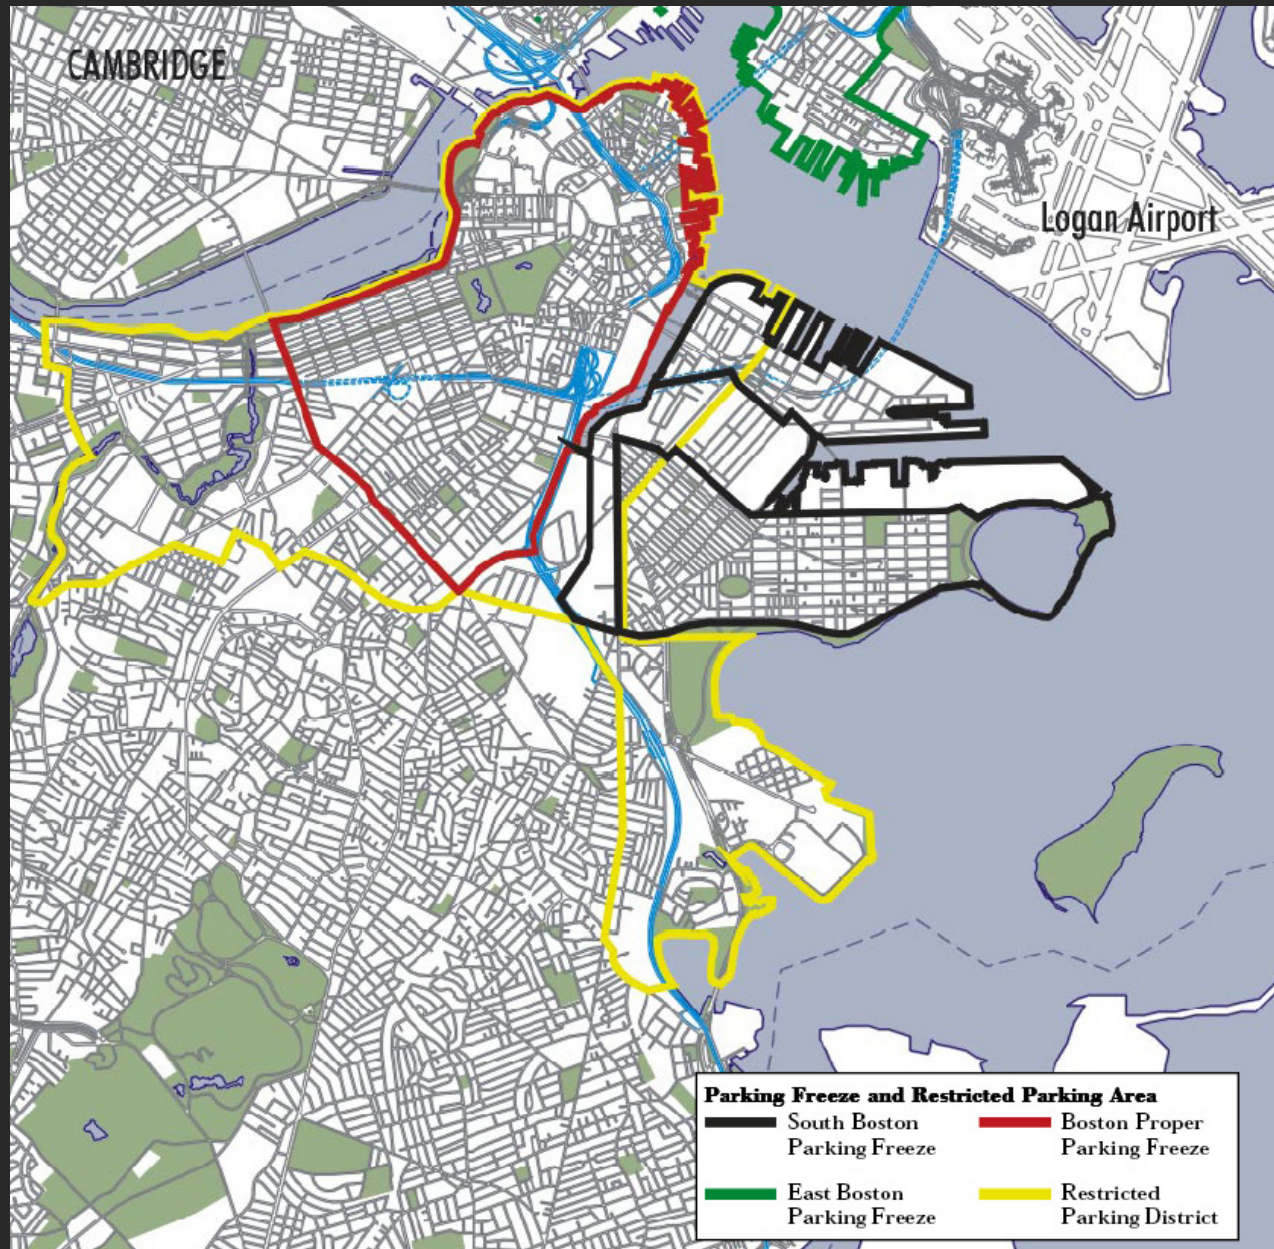 CAMBRIDGE
Logan Airport
Parking Freeze and Restricted Parking Area
South Boston
Parking Freeze
Boston Proper
Parking Freeze
East Boston
Parking Freeze
Restricted
Parking District